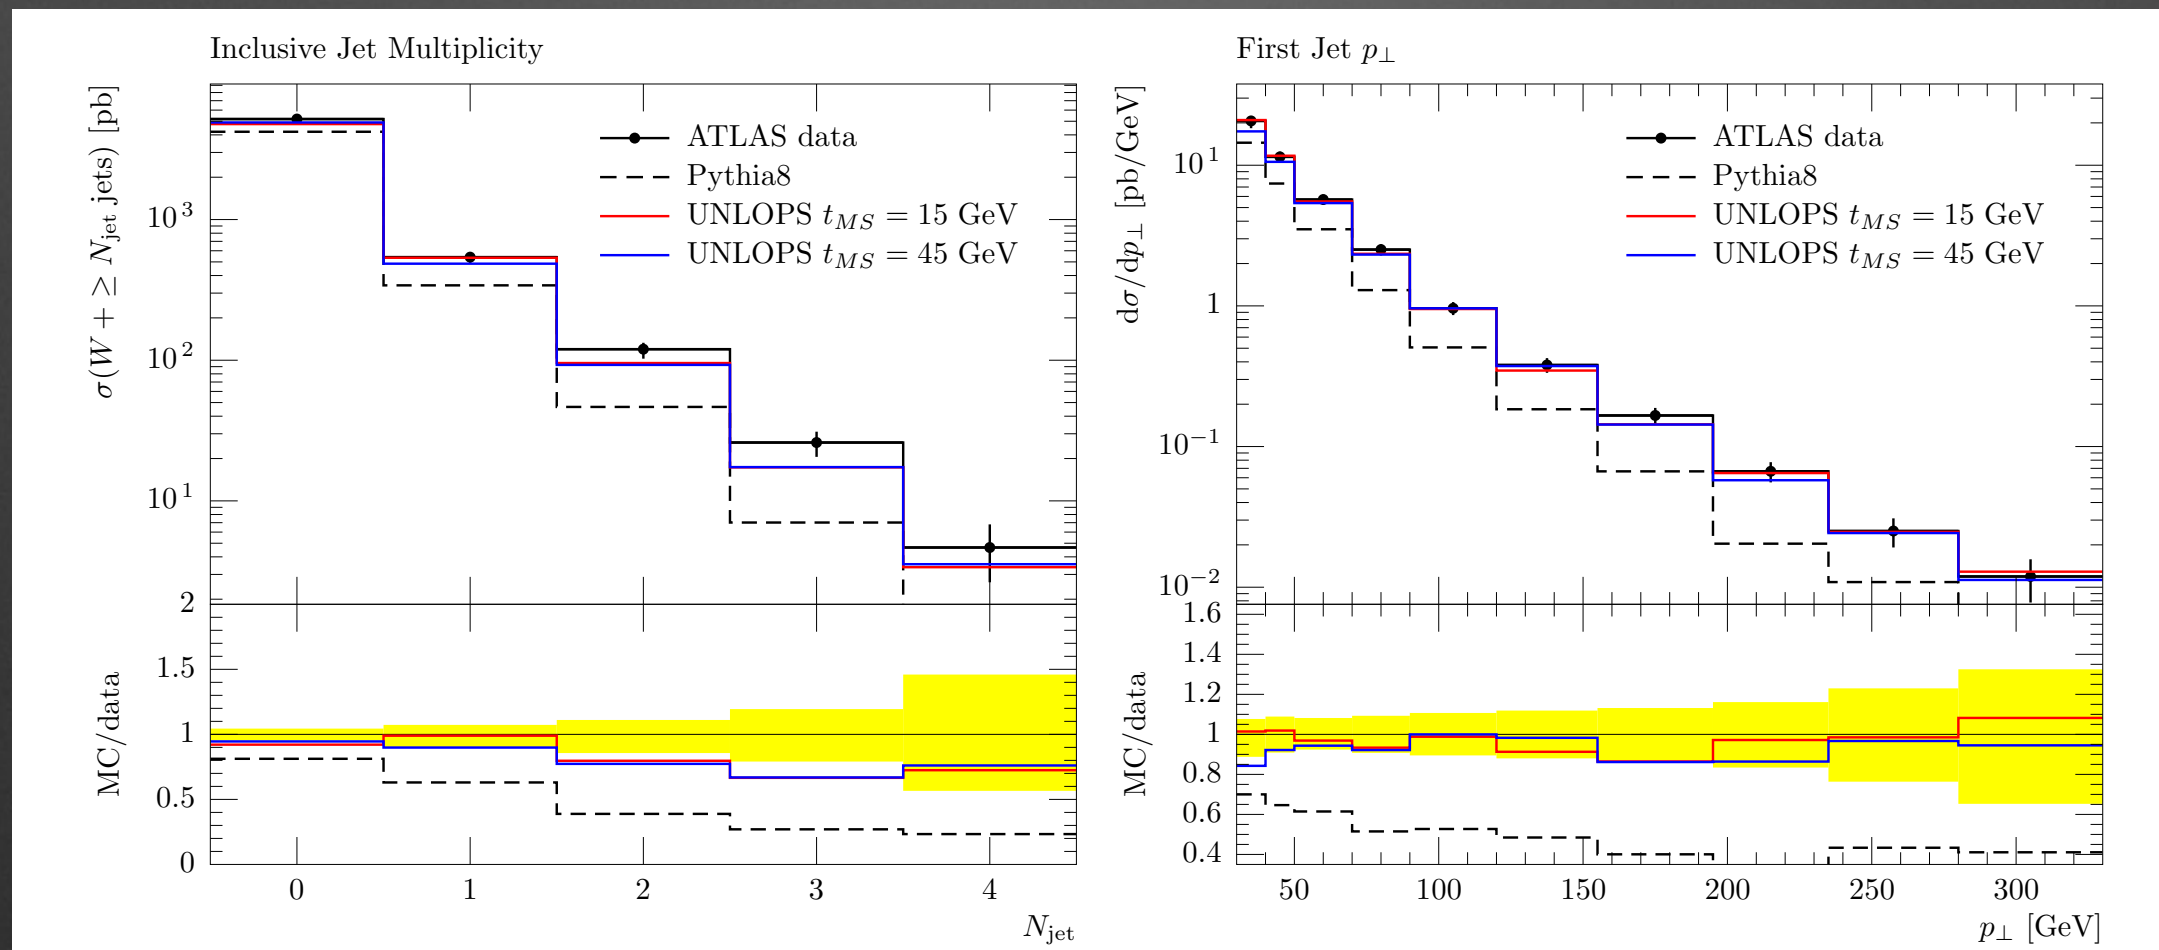 Inclusive Jet Multiplicity
σ(W + ≥ N_jet jets) [pb]
10^3
10^2
10^1
ATLAS data
Pythia8
UNLOPS t_MS = 15 GeV
UNLOPS t_MS = 45 GeV
MC/data
2
1.5
1
0.5
0
0 1 2 3 4
N_jet
First Jet p_⊥
dσ/dp_⊥ [pb/GeV]
10^1
1
10^−1
10^−2
ATLAS data
Pythia8
UNLOPS t_MS = 15 GeV
UNLOPS t_MS = 45 GeV
MC/data
1.6
1.4
1.2
1
0.8
0.6
0.4
50 100 150 200 250 300
p_⊥ [GeV]